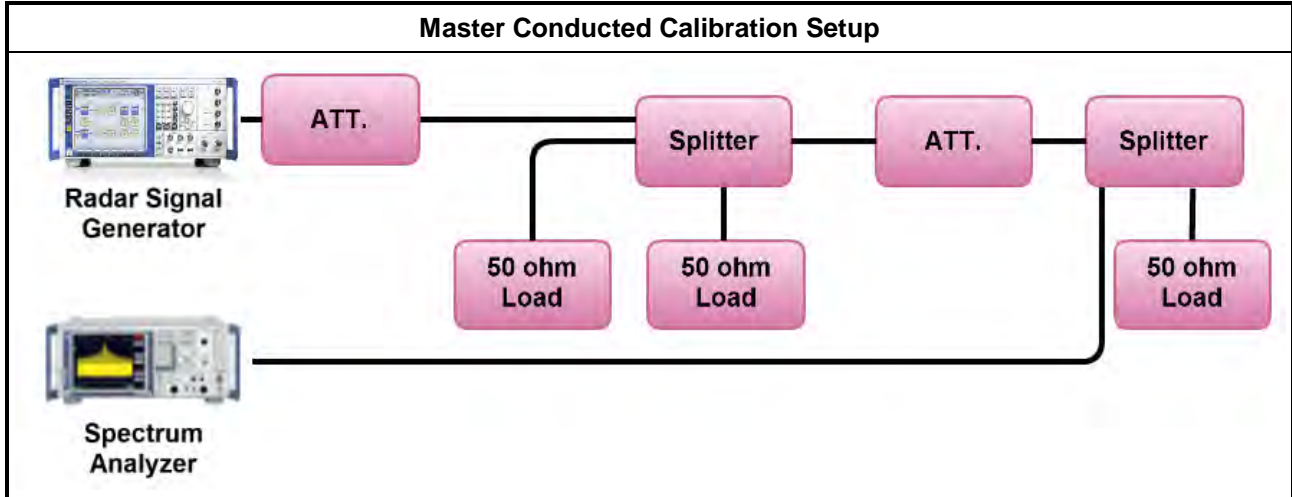 Master Conducted Calibration Setup
ATT.
Splitter
ATT.
Splitter
Radar Signal
Generator
50 ohm
Load
50 ohm
Load
50 ohm
Load
Spectrum
Analyzer